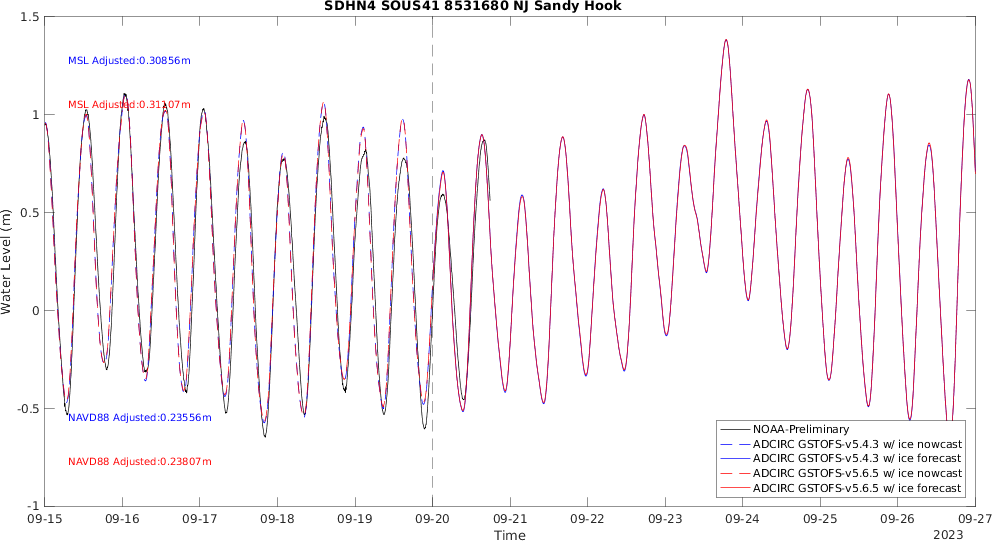 SDHN4 SOUS41 8531680 NJ Sandy Hook
1.5
1
0.5
0
-0.5
-1
Water Level (m)
MSL Adjusted:0.30856m
MSL Adjusted:0.31107m
NAVD88 Adjusted:0.23556m
NAVD88 Adjusted:0.23807m
NOAA-Preliminary
ADCIRC GSTOFS-v5.4.3 w/ ice nowcast
ADCIRC GSTOFS-v5.4.3 w/ ice forecast
ADCIRC GSTOFS-v5.6.5 w/ ice nowcast
ADCIRC GSTOFS-v5.6.5 w/ ice forecast
09-15 09-16 09-17 09-18 09-19 09-20 09-21 09-22 09-23 09-24 09-25 09-26 09-27
Time
2023